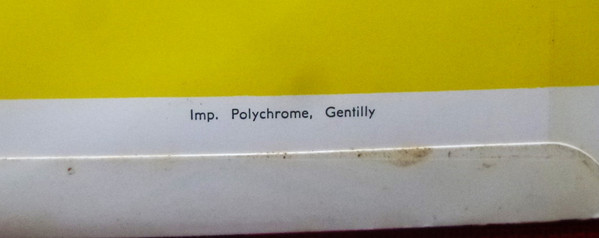 Imp. Polychrome, Gentilly